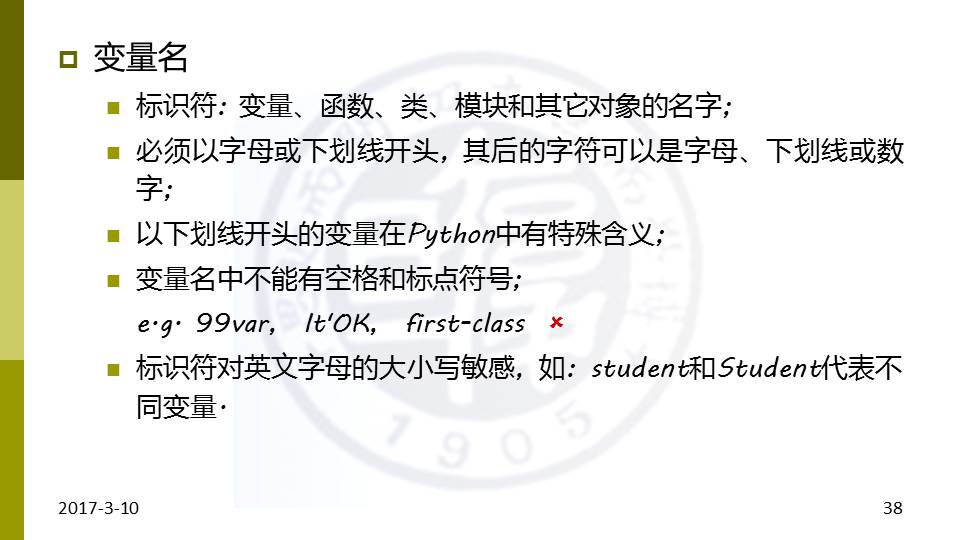 变量名
标识符：变量、函数、类、模块和其它对象的名字；
必须以字母或下划线开头，其后的字符可以是字母、下划线或数
字；
以下划线开头的变量在Python中有特殊含义；
变量名中不能有空格和标点符号；
e.g. 99var， It'OK， first-class ×
标识符对英文字母的大小写敏感，如：student和Student代表不
同变量.
1905
2017-3-10
38